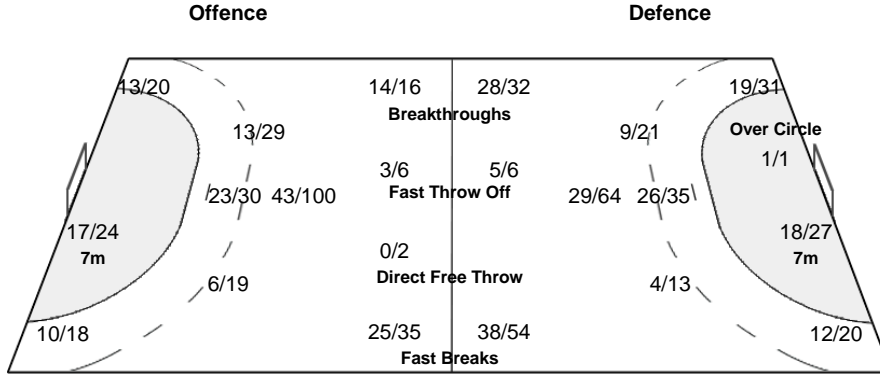 Offence Defence
13/20 14/16 28/32 19/31
Breakthroughs
13/29 9/21 Over Circle
1/1
3/6 5/6
Fast Throw Off
23/30 43/100 29/64 26/35
17/24 18/27
7m 7m
0/2
Direct Free Throw
6/19 4/13
10/18 25/35 38/54 12/20
Fast Breaks